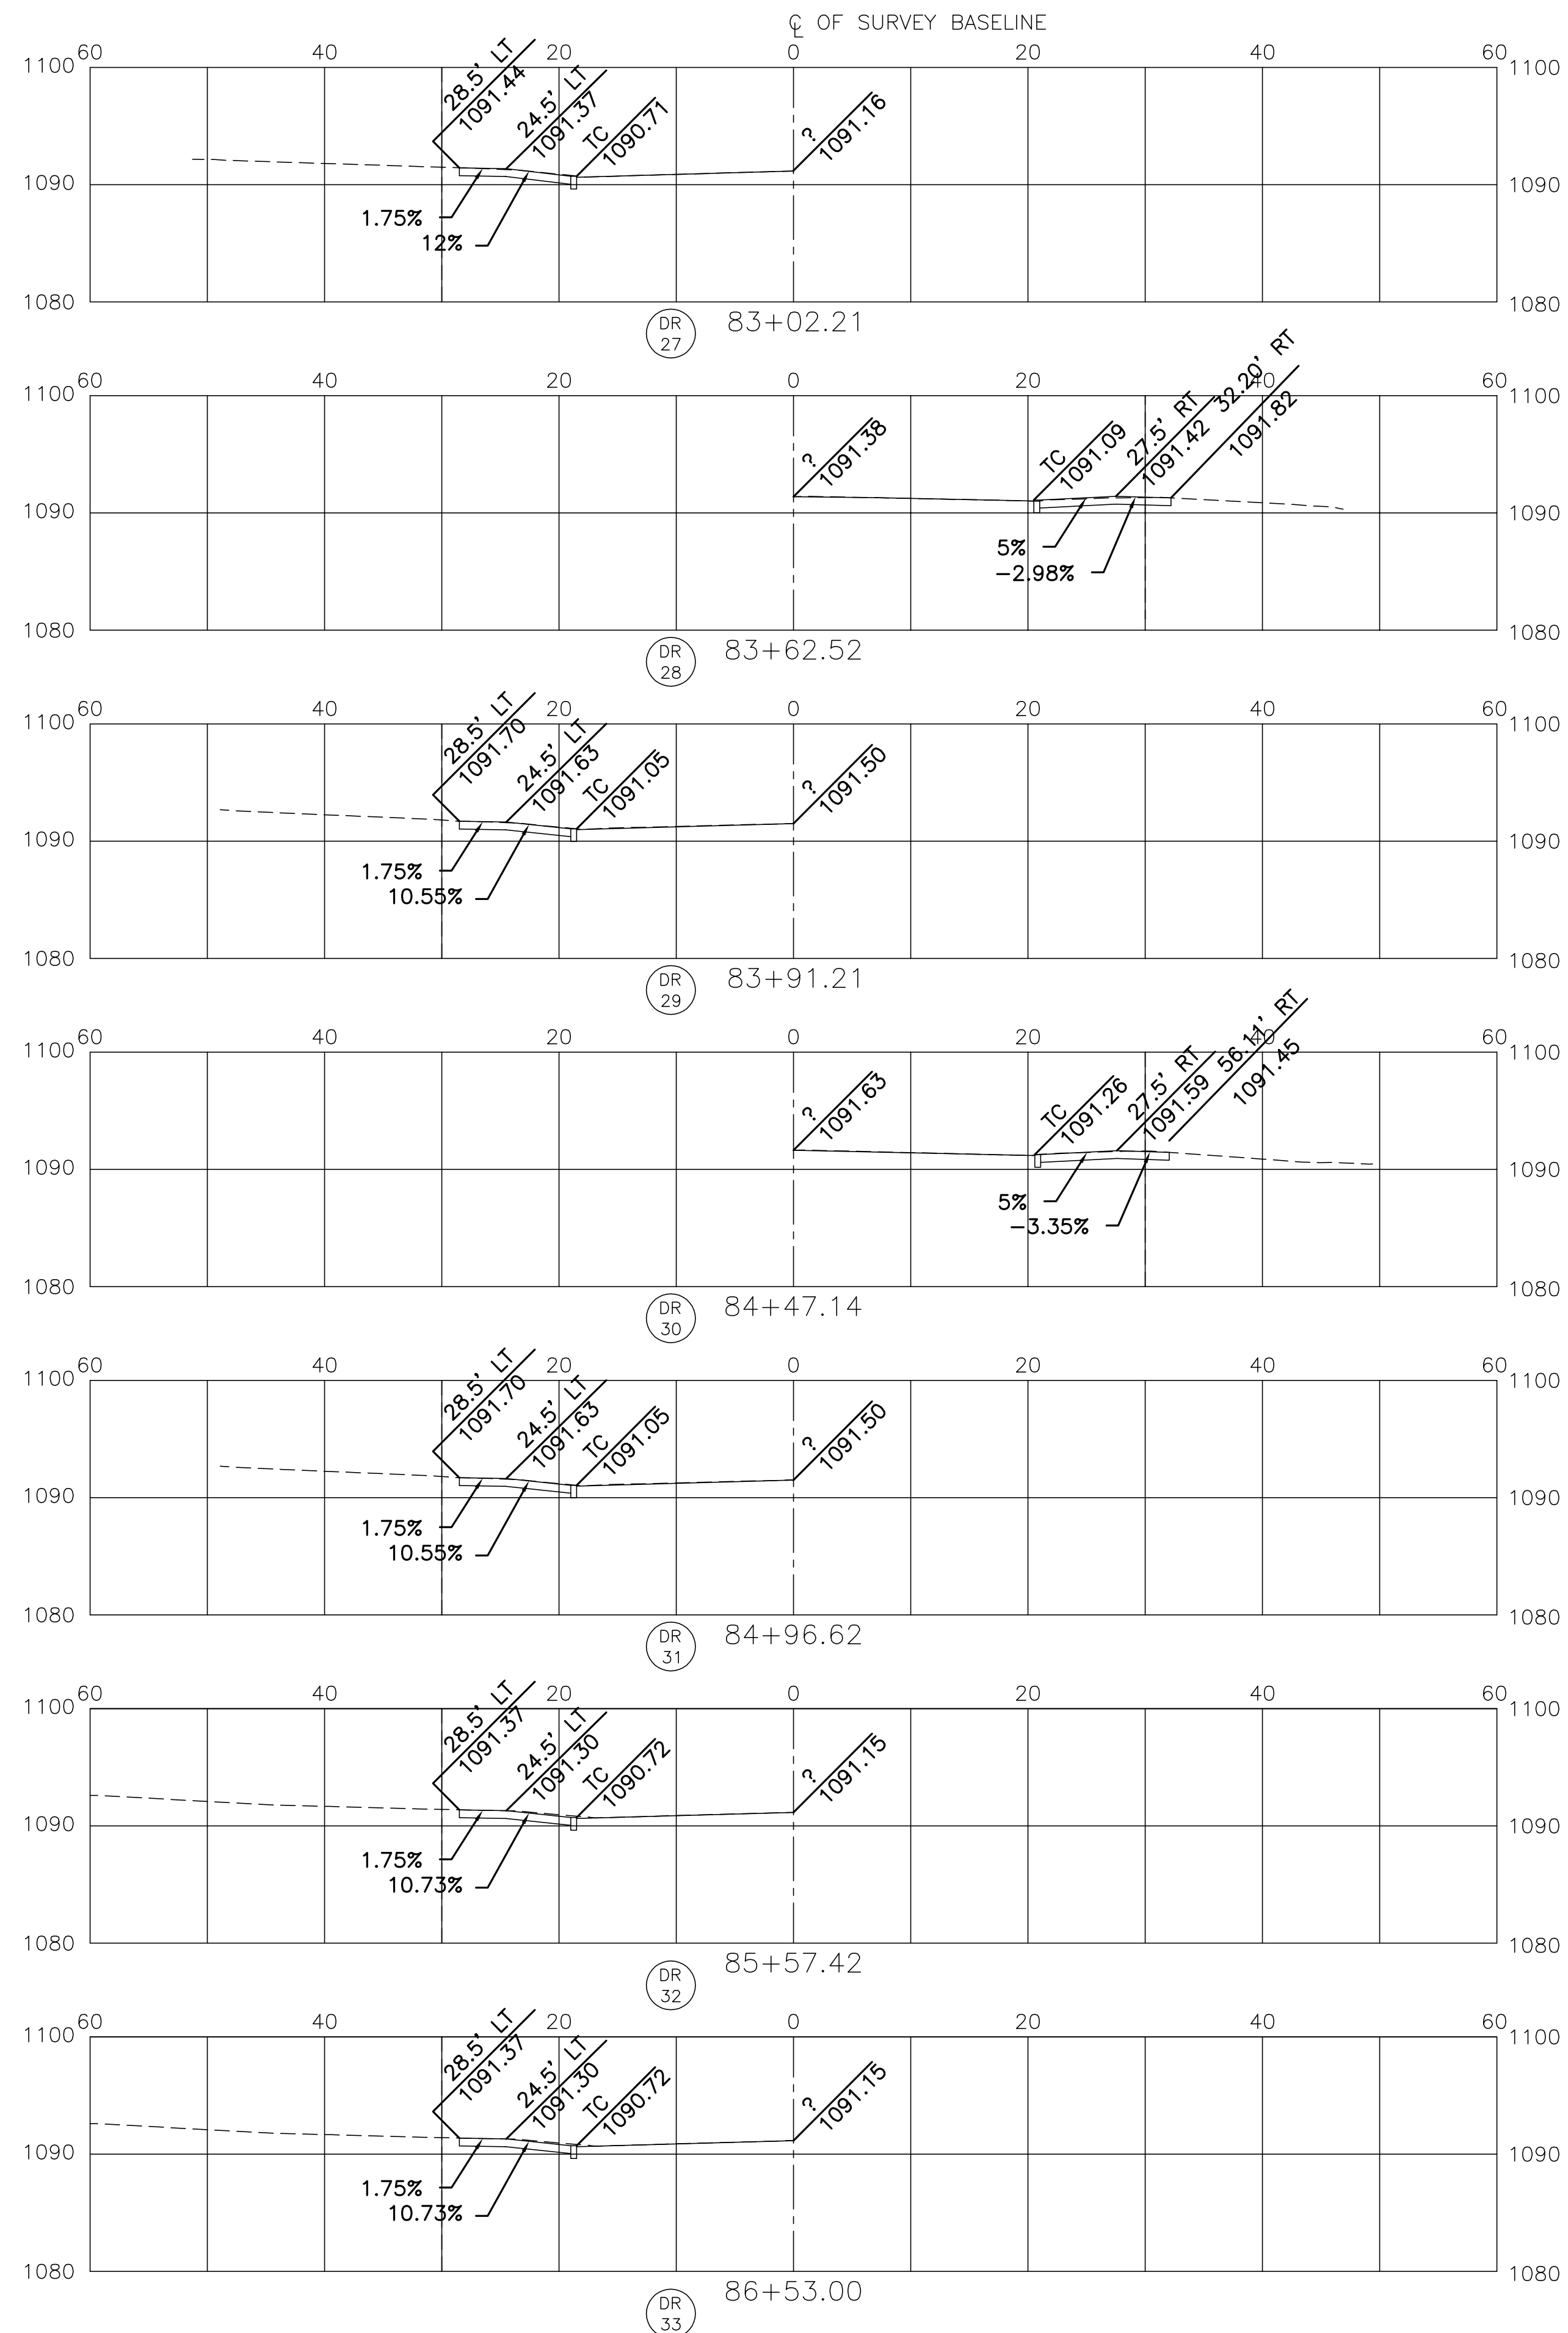 ℄ OF SURVEY BASELINE
60 40 20 0 20 40 60
1100 1100
28.5' LT
1091.44
24.5' LT
1091.37
TC
1090.71
?
1091.16
1090 1090
1.75%
12%
1080 1080
DR
27
83+02.21
60 40 20 0 20 40 60
1100 1100
?
1091.38
TC
1091.09
27.5' RT
1091.42
32.20' RT
1091.82
1090 1090
5%
-2.98%
1080 1080
DR
28
83+62.52
60 40 20 0 20 40 60
1100 1100
28.5' LT
1091.70
24.5' LT
1091.63
TC
1091.05
?
1091.50
1090 1090
1.75%
10.55%
1080 1080
DR
29
83+91.21
60 40 20 0 20 40 60
1100 1100
?
1091.63
TC
1091.26
27.5' RT
1091.59
56.11' RT
1091.45
1090 1090
5%
-3.35%
1080 1080
DR
30
84+47.14
60 40 20 0 20 40 60
1100 1100
28.5' LT
1091.70
24.5' LT
1091.63
TC
1091.05
?
1091.50
1090 1090
1.75%
10.55%
1080 1080
DR
31
84+96.62
60 40 20 0 20 40 60
1100 1100
28.5' LT
1091.37
24.5' LT
1091.30
TC
1090.72
?
1091.15
1090 1090
1.75%
10.73%
1080 1080
DR
32
85+57.42
60 40 20 0 20 40 60
1100 1100
28.5' LT
1091.37
24.5' LT
1091.30
TC
1090.72
?
1091.15
1090 1090
1.75%
10.73%
1080 1080
DR
33
86+53.00